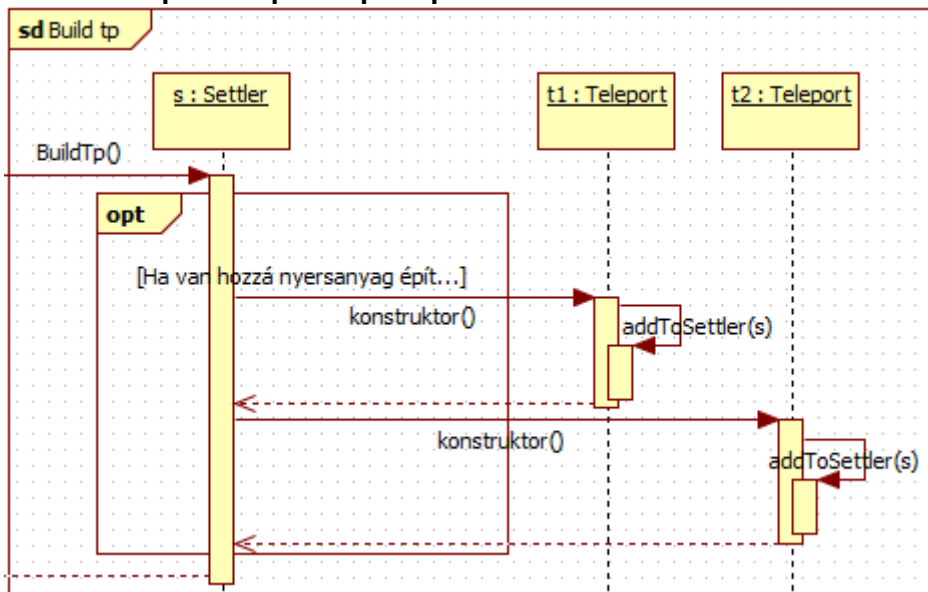 sd Build tp
s : Settler
t1 : Teleport
t2 : Teleport
BuildTp()
opt
[Ha van hozzá nyersanyag épít...]
konstruktor()
addToSettler(s)
konstruktor()
addToSettler(s)